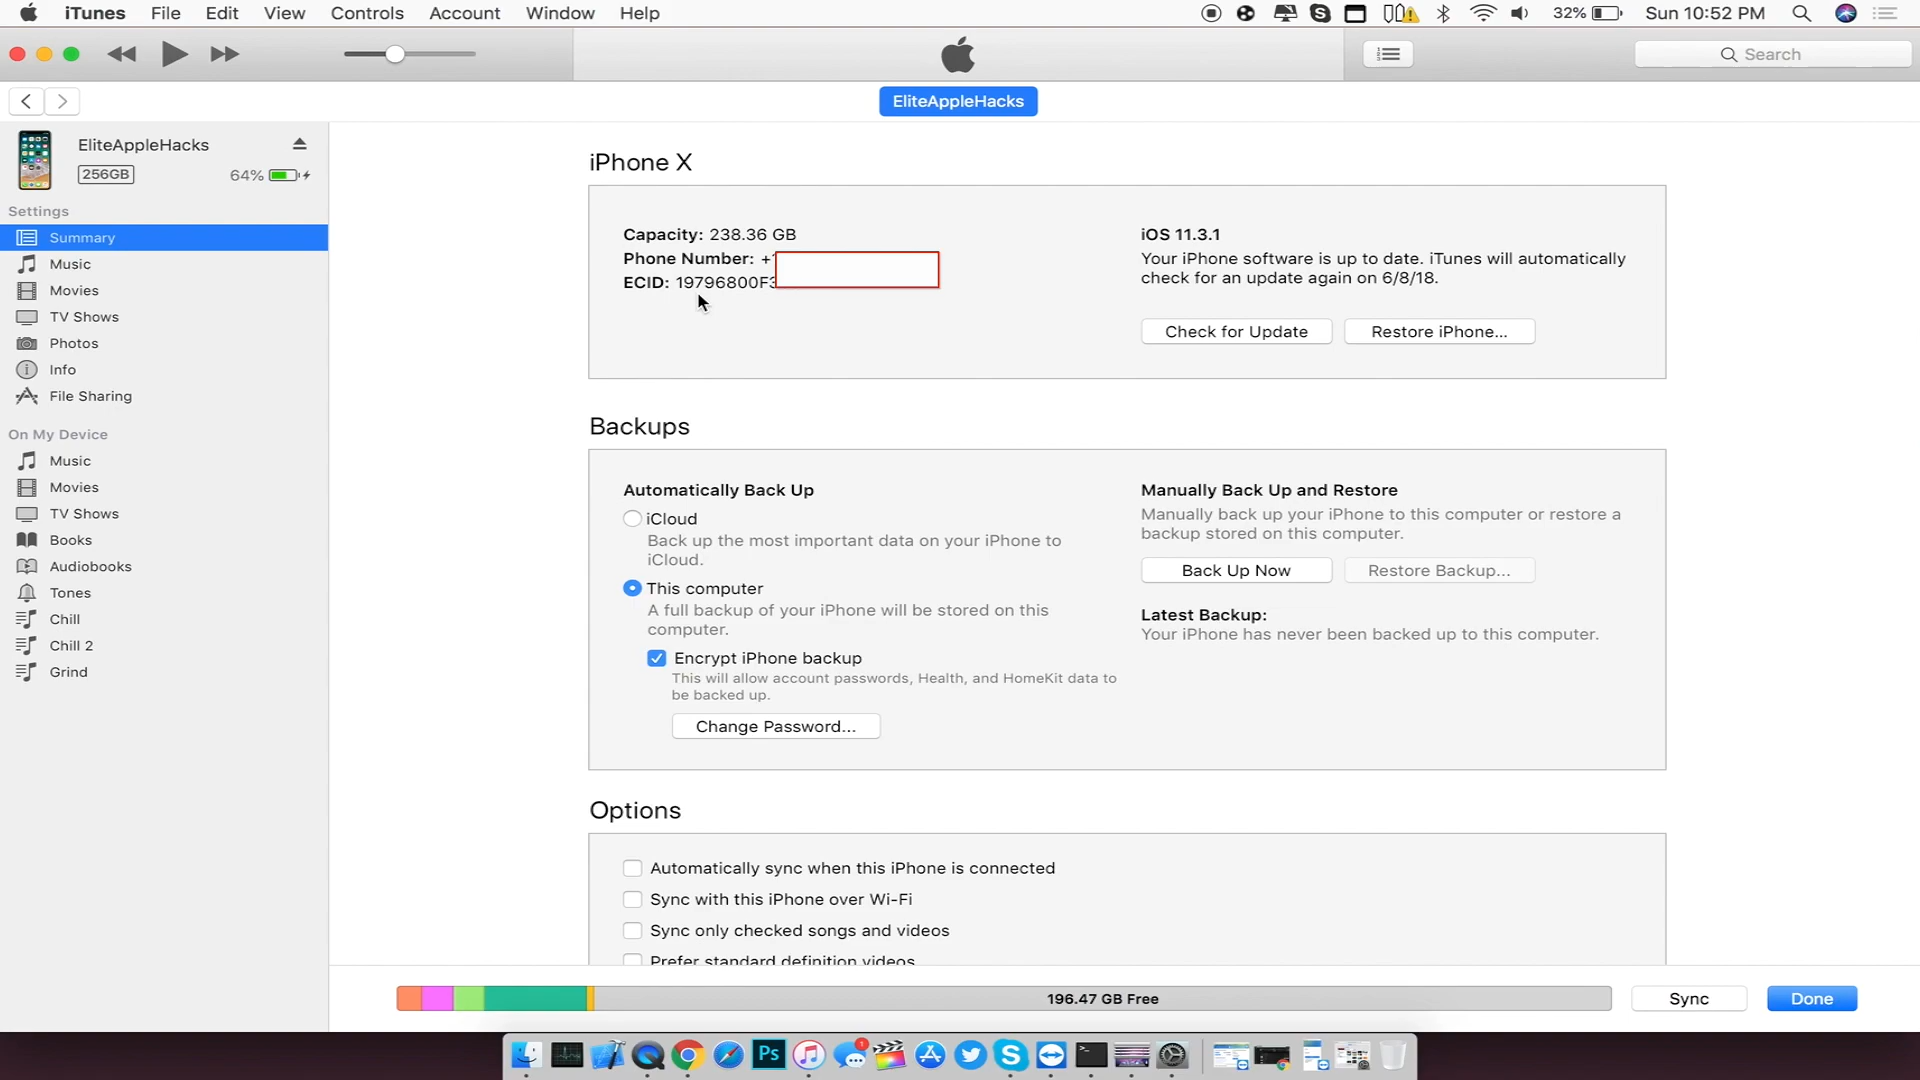 iTunes File Edit View Controls Account Window Help
32% Sun 10:52 PM
Search
EliteAppleHacks
EliteAppleHacks
256GB 64%
Settings
Summary
Music
Movies
TV Shows
Photos
Info
File Sharing
On My Device
Music
Movies
TV Shows
Books
Audiobooks
Tones
Chill
Chill 2
Grind
iPhone X
Capacity: 238.36 GB
Phone Number: +
ECID: 19796800F
iOS 11.3.1
Your iPhone software is up to date. iTunes will automatically
check for an update again on 6/8/18.
Check for Update Restore iPhone...
Backups
Automatically Back Up
iCloud
Back up the most important data on your iPhone to
iCloud.
This computer
A full backup of your iPhone will be stored on this
computer.
Encrypt iPhone backup
This will allow account passwords, Health, and HomeKit data to
be backed up.
Change Password...
Manually Back Up and Restore
Manually back up your iPhone to this computer or restore a
backup stored on this computer.
Back Up Now Restore Backup...
Latest Backup:
Your iPhone has never been backed up to this computer.
Options
Automatically sync when this iPhone is connected
Sync with this iPhone over Wi-Fi
Sync only checked songs and videos
Prefer standard definition videos
196.47 GB Free
Sync Done
Ps
1